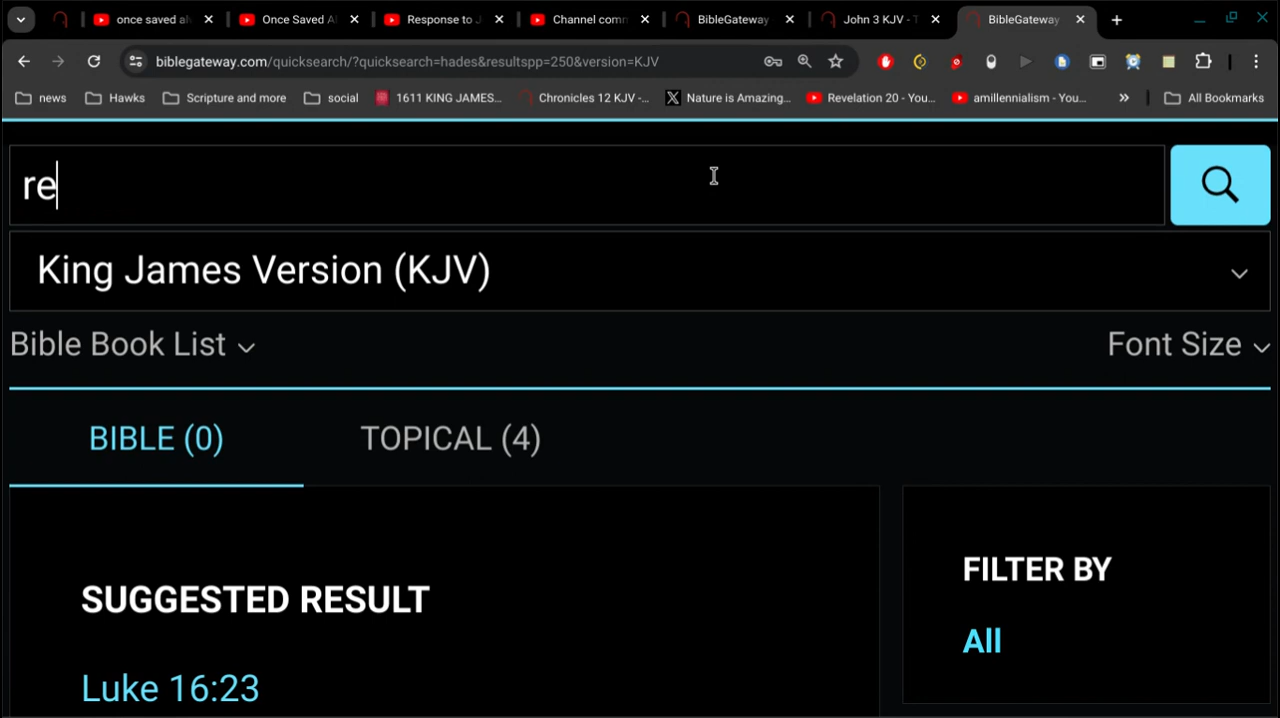 once saved al
Once Saved Al
Response to J
Channel com
BibleGateway
John 3 KJV - T
BibleGateway
biblegateway.com/quicksearch/?quicksearch=hades&resultspp=250&version=KJV
news
Hawks
Scripture and more
social
1611 KING JAMES...
Chronicles 12 KJV -...
Nature is Amazing...
Revelation 20 - You...
amillennialism - You...
All Bookmarks
re
King James Version (KJV)
Bible Book List
Font Size
BIBLE (0)
TOPICAL (4)
SUGGESTED RESULT
Luke 16:23
FILTER BY
All